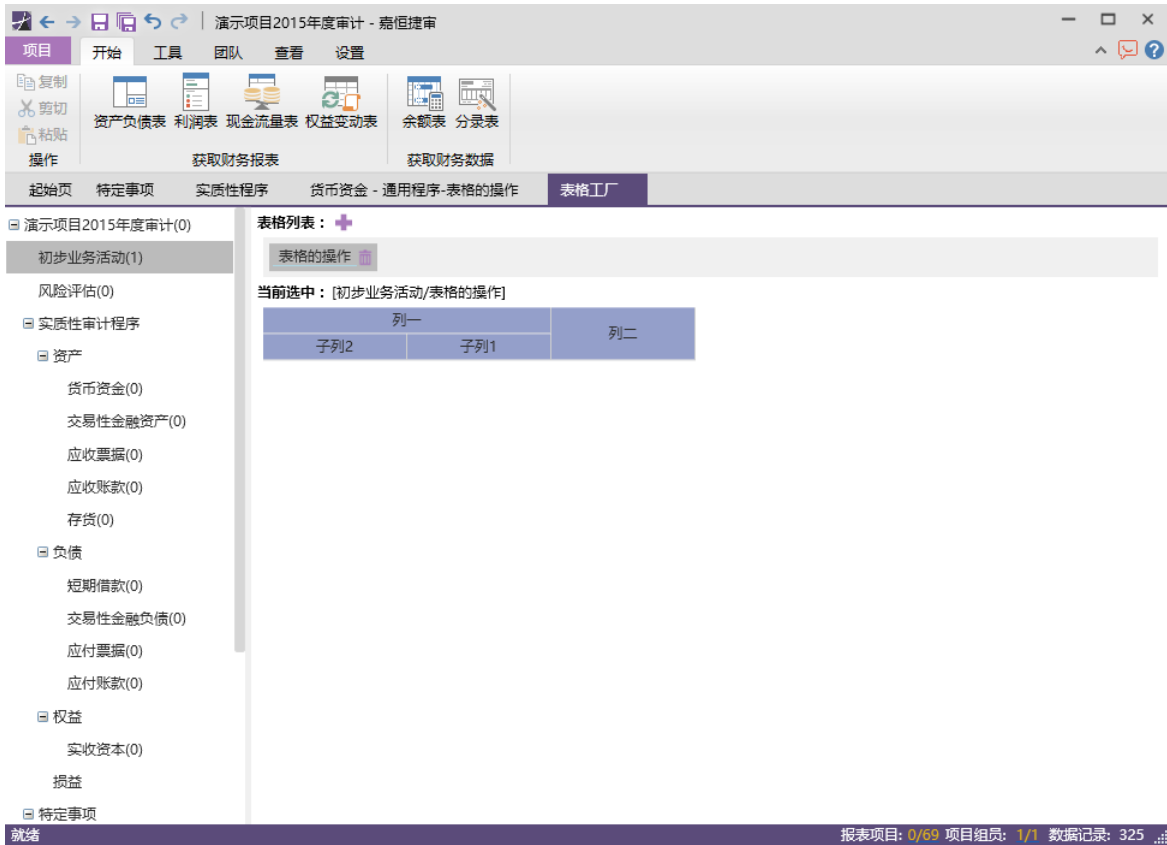 演示项目2015年度审计 - 嘉恒捷审
项目 开始 工具 团队 查看 设置
复制
剪切
粘贴
资产负债表 利润表 现金流量表 权益变动表 余额表 分录表
操作 获取财务报表 获取财务数据
起始页 特定事项 实质性程序 货币资金 - 通用程序-表格的操作 表格工厂
演示项目2015年度审计(0)
初步业务活动(1)
风险评估(0)
实质性审计程序
资产
货币资金(0)
交易性金融资产(0)
应收票据(0)
应收账款(0)
存货(0)
负债
短期借款(0)
交易性金融负债(0)
应付票据(0)
应付账款(0)
权益
实收资本(0)
损益
特定事项
表格列表：
表格的操作
当前选中：[初步业务活动/表格的操作]
列一 列二
子列2 子列1
就绪 报表项目: 0/69 项目组员: 1/1 数据记录: 325